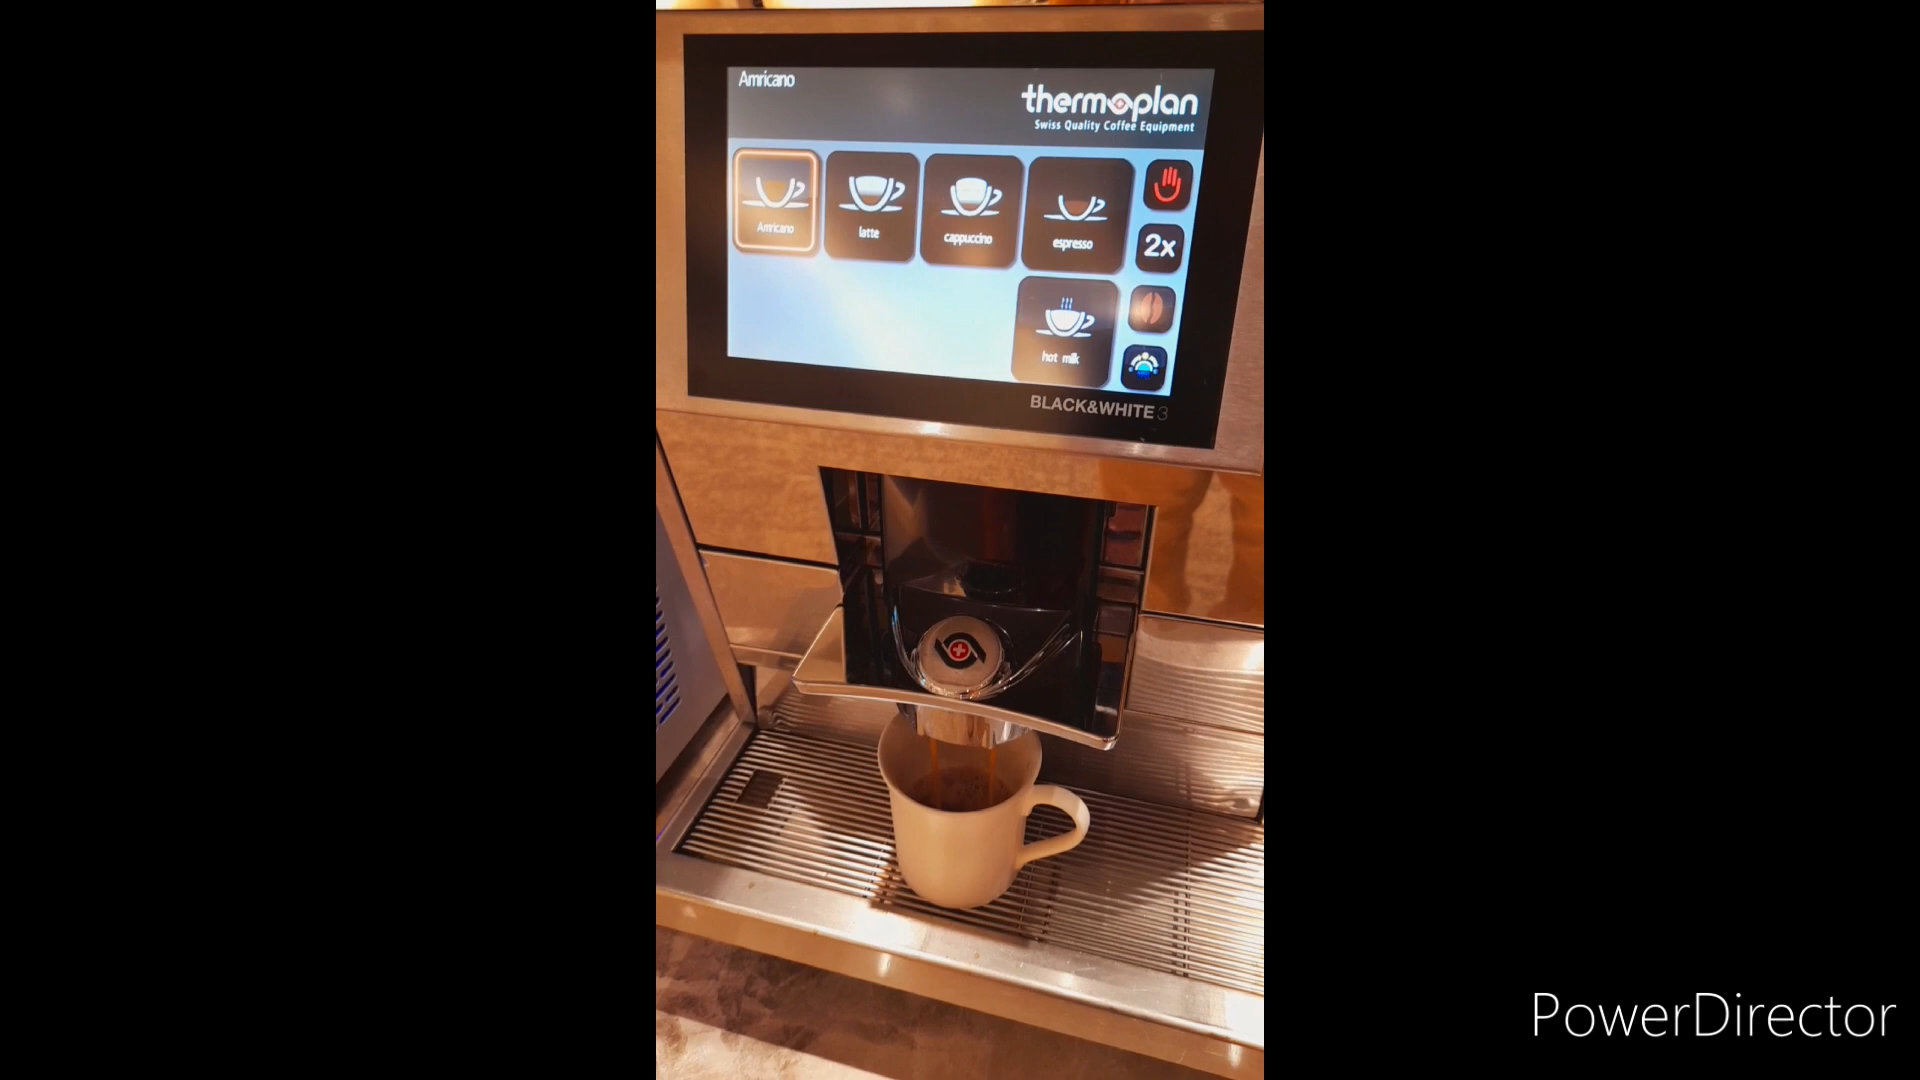 Amricano
thermoplan
Swiss Quality Coffee Equipment
Amricano
latte
cappuccino
espresso
2x
hot milk
BLACK&WHITE3
PowerDirector